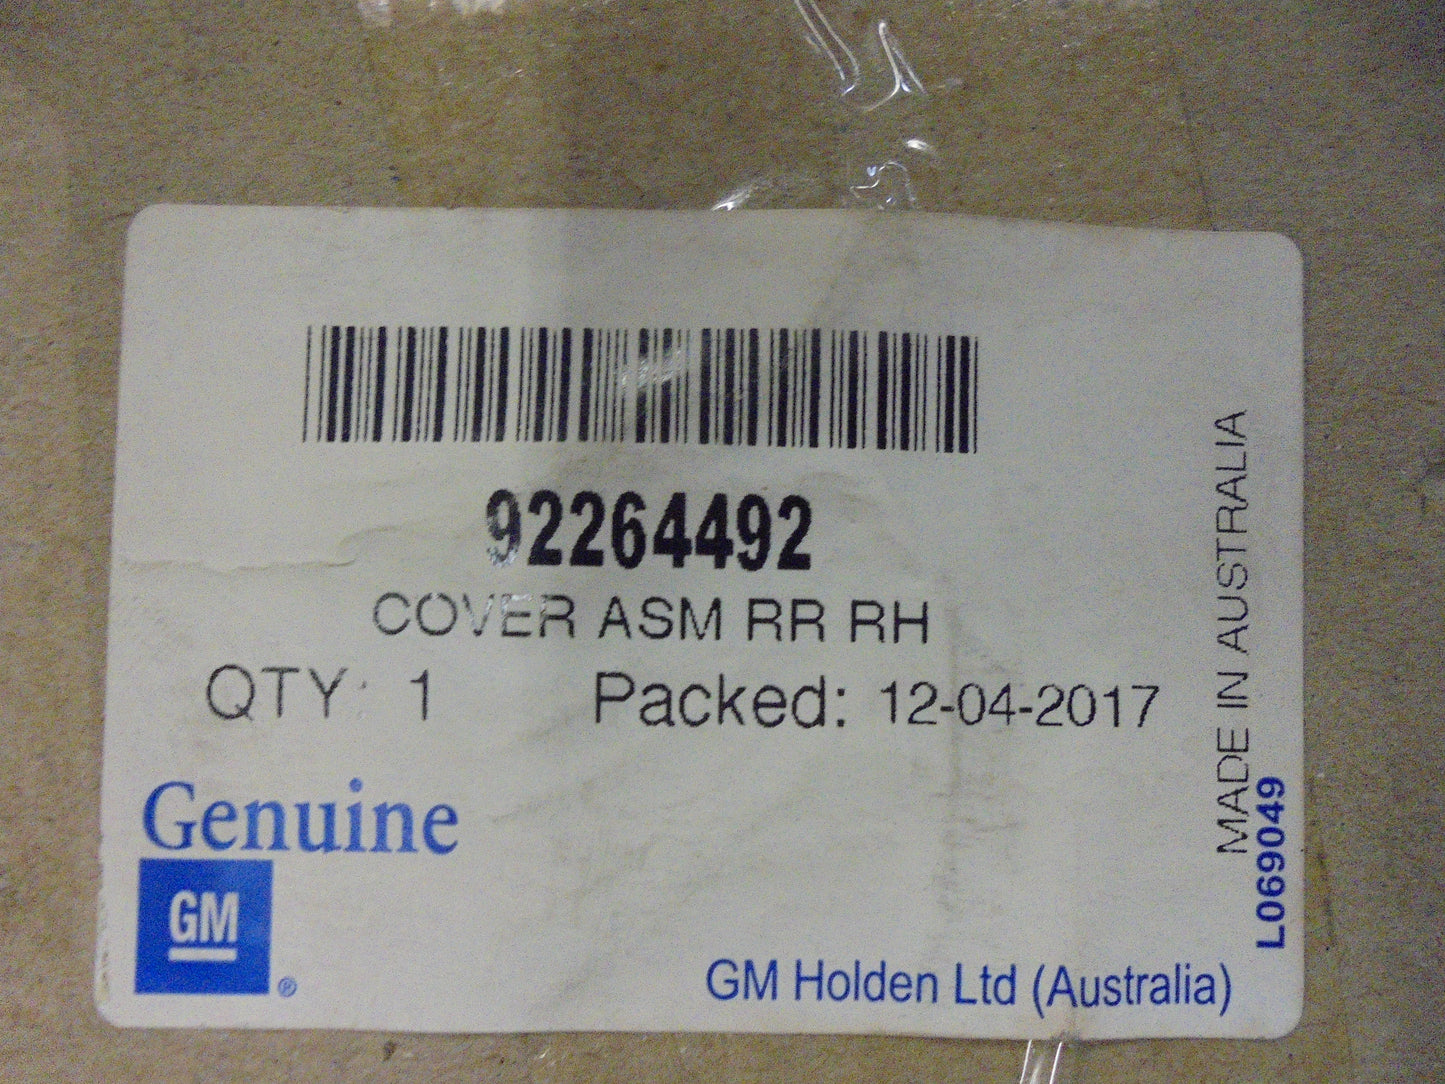 92264492
COVER ASM RR RH
QTY: 1 Packed: 12-04-2017
Genuine
GM
®
GM Holden Ltd (Australia)
MADE IN AUSTRALIA
L069049